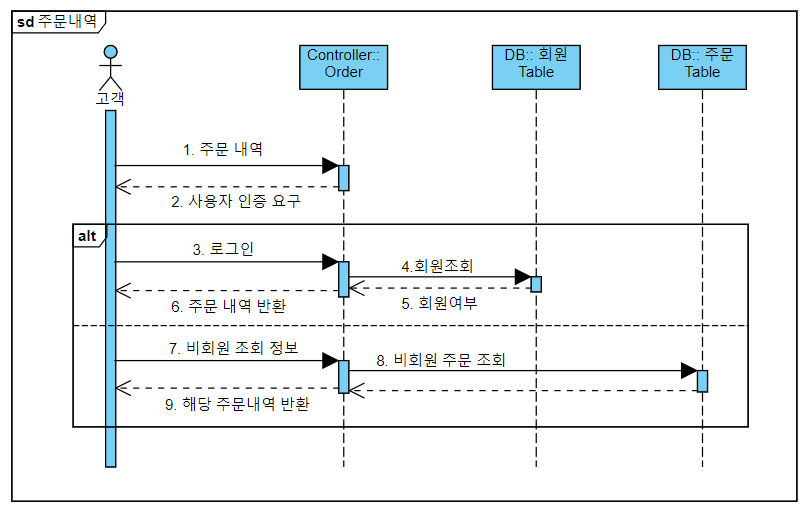 sd 주문내역
고객
Controller::
Order
DB:: 회원
Table
DB:: 주문
Table
1. 주문 내역
2. 사용자 인증 요구
alt
3. 로그인
4.회원조회
5. 회원여부
6. 주문 내역 반환
7. 비회원 조회 정보
8. 비회원 주문 조회
9. 해당 주문내역 반환